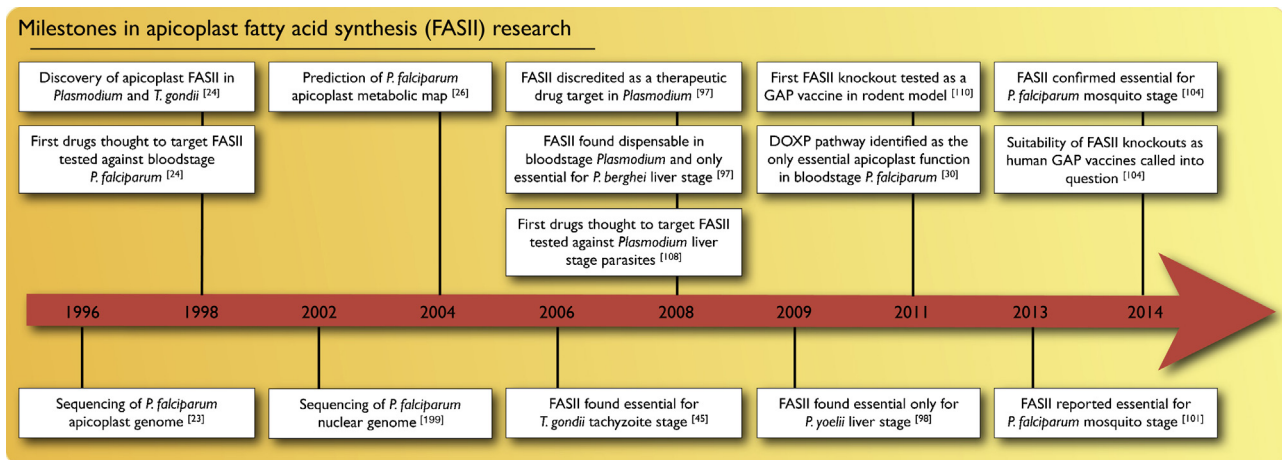 Milestones in apicoplast fatty acid synthesis (FASII) research
Discovery of apicoplast FASII in
Plasmodium and T. gondii [24]
First drugs thought to target FASII
tested against bloodstage
P. falciparum [24]
Prediction of P. falciparum
apicoplast metabolic map [26]
FASII discredited as a therapeutic
drug target in Plasmodium [97]
FASII found dispensable in
bloodstage Plasmodium and only
essential for P. berghei liver stage [97]
First drugs thought to target FASII
tested against Plasmodium liver
stage parasites [108]
First FASII knockout tested as a
GAP vaccine in rodent model [110]
DOXP pathway identified as the
only essential apicoplast function
in bloodstage P. falciparum [30]
FASII confirmed essential for
P. falciparum mosquito stage [104]
Suitability of FASII knockouts as
human GAP vaccines called into
question [104]
1996 1998 2002 2004 2006 2008 2009 2011 2013 2014
Sequencing of P. falciparum
apicoplast genome [23]
Sequencing of P. falciparum
nuclear genome [199]
FASII found essential for
T. gondii tachyzoite stage [45]
FASII found essential only for
P. yoelii liver stage [98]
FASII reported essential for
P. falciparum mosquito stage [101]